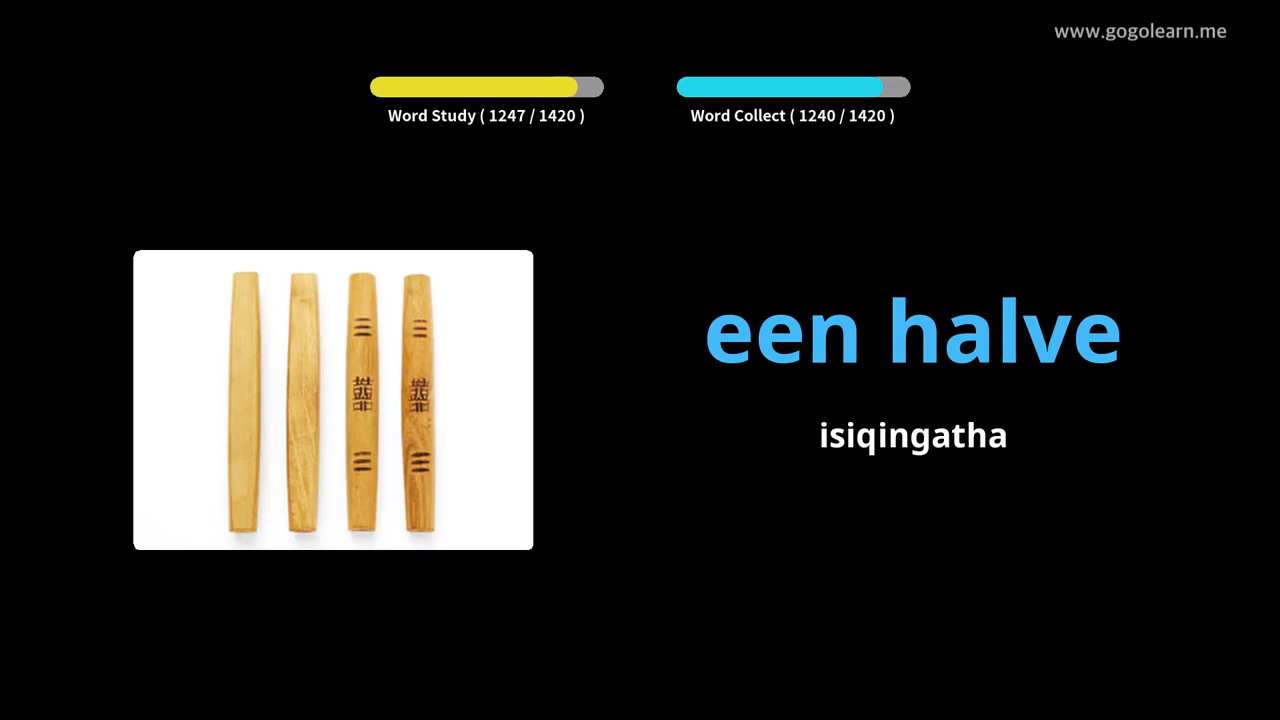 www.gogolearn.me
Word Study ( 1247 / 1420 )
Word Collect ( 1240 / 1420 )
een halve
isiqingatha